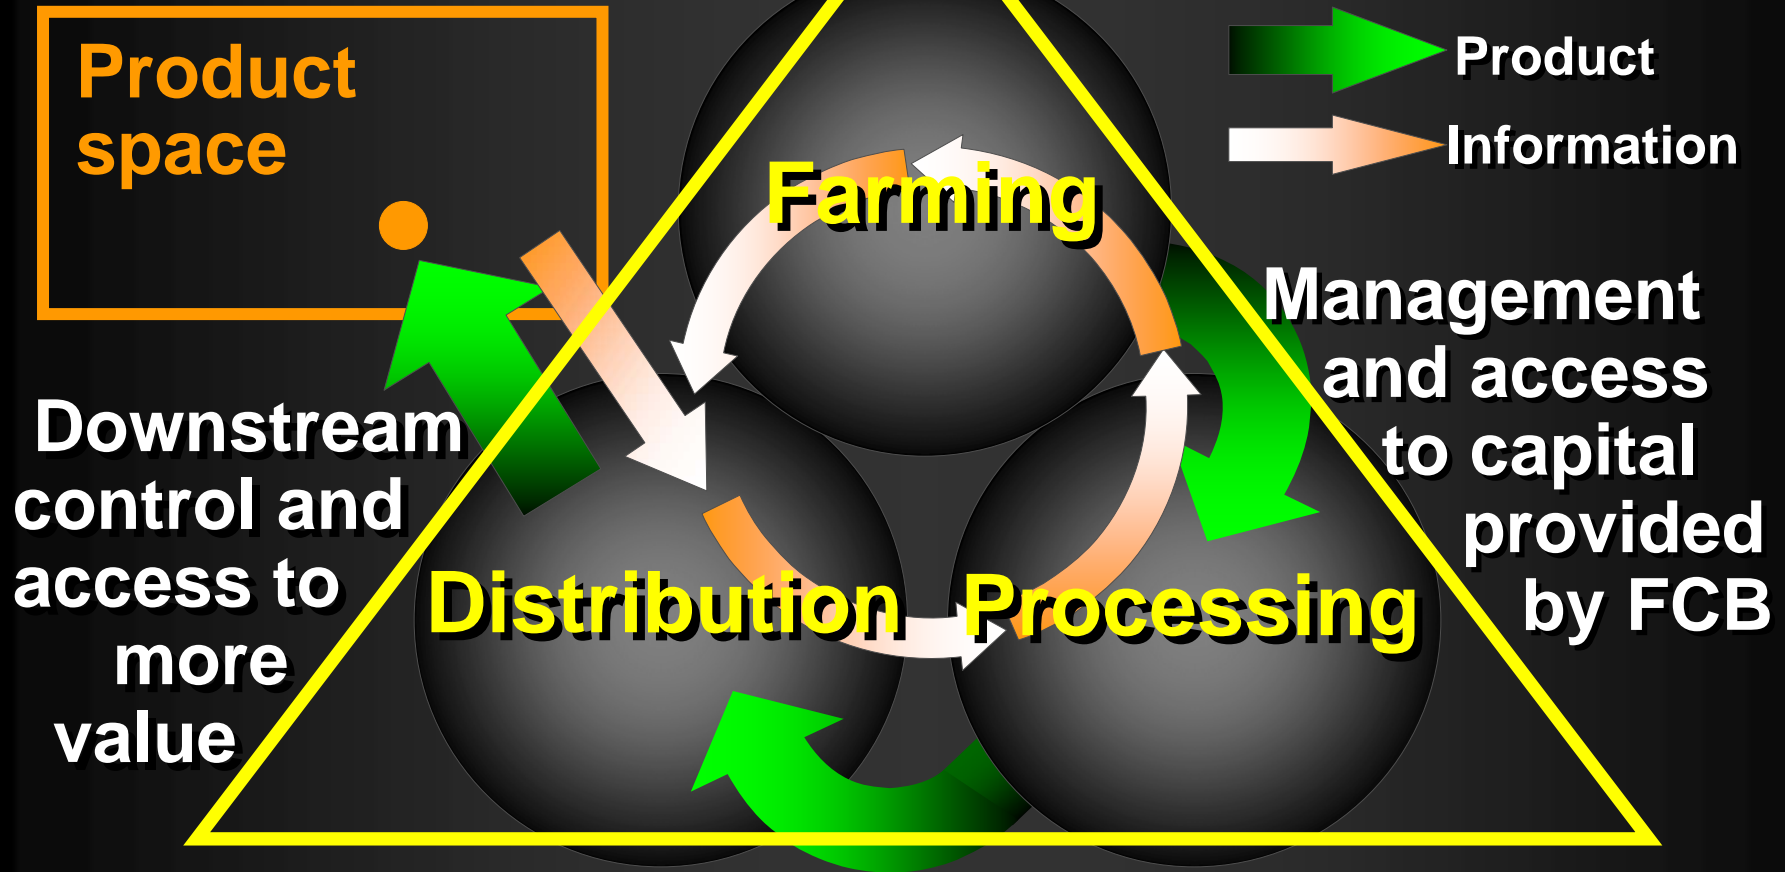 Product
space
Product
Information
Farming
Management
and access
to capital
provided
by FCB
Downstream
control and
access to
more
value
Distribution
Processing